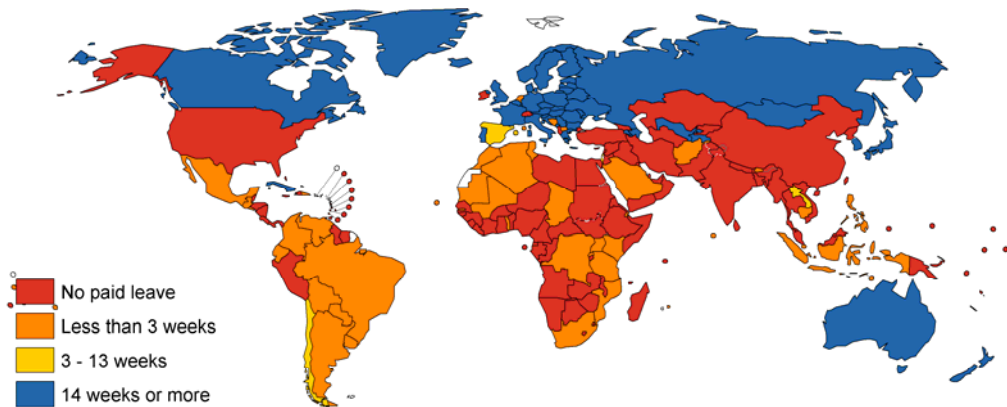 No paid leave
Less than 3 weeks
3 - 13 weeks
14 weeks or more